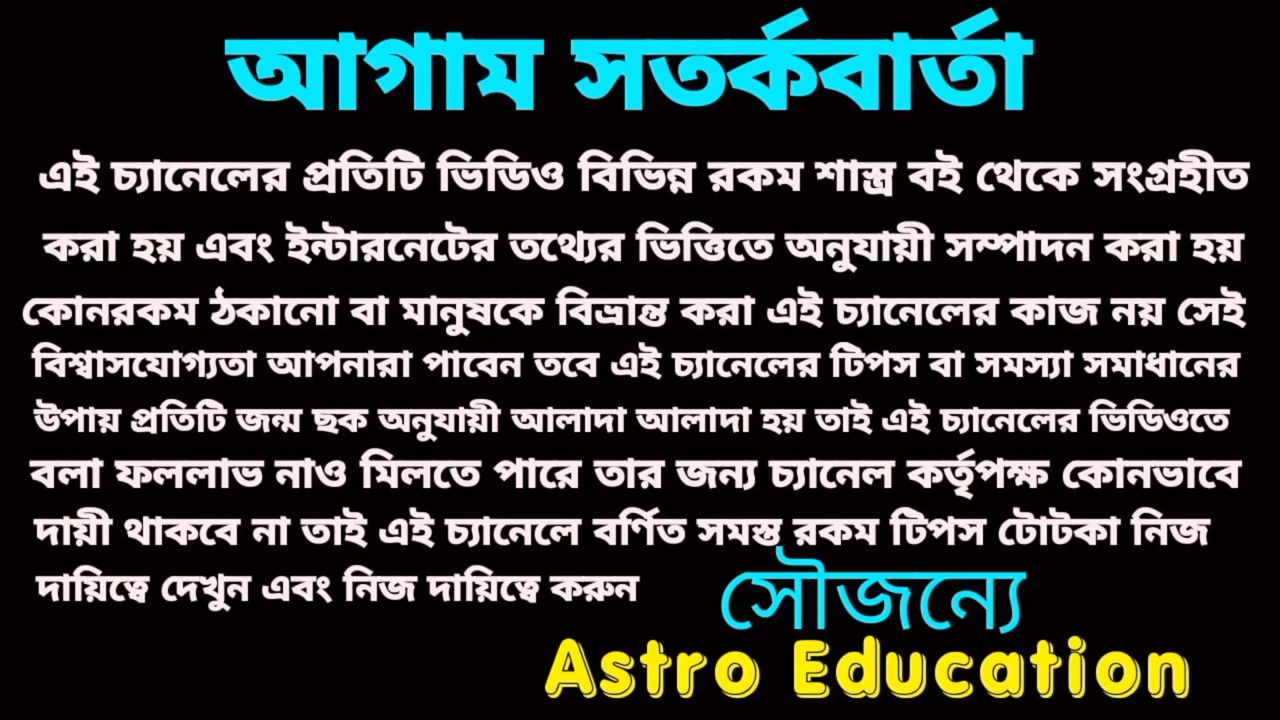 আগাম সতর্কবার্তা
এই চ্যানেলের প্রতিটি ভিডিও বিভিন্ন রকম শাস্ত্র বই থেকে সংগ্রহীত
করা হয় এবং ইন্টারনেটের তথ্যের ভিত্তিতে অনুযায়ী সম্পাদন করা হয়
কোনরকম ঠকানো বা মানুষকে বিভ্রান্ত করা এই চ্যানেলের কাজ নয় সেই
বিশ্বাসযোগ্যতা আপনারা পাবেন তবে এই চ্যানেলের টিপস বা সমস্যা সমাধানের
উপায় প্রতিটি জন্ম ছক অনুযায়ী আলাদা আলাদা হয় তাই এই চ্যানেলের ভিডিওতে
বলা ফললাভ নাও মিলতে পারে তার জন্য চ্যানেল কর্তৃপক্ষ কোনভাবে
দায়ী থাকবে না তাই এই চ্যানেলে বর্ণিত সমস্ত রকম টিপস টোটকা নিজ
দায়িত্বে দেখুন এবং নিজ দায়িত্বে করুন
সৌজন্যে
Astro Education